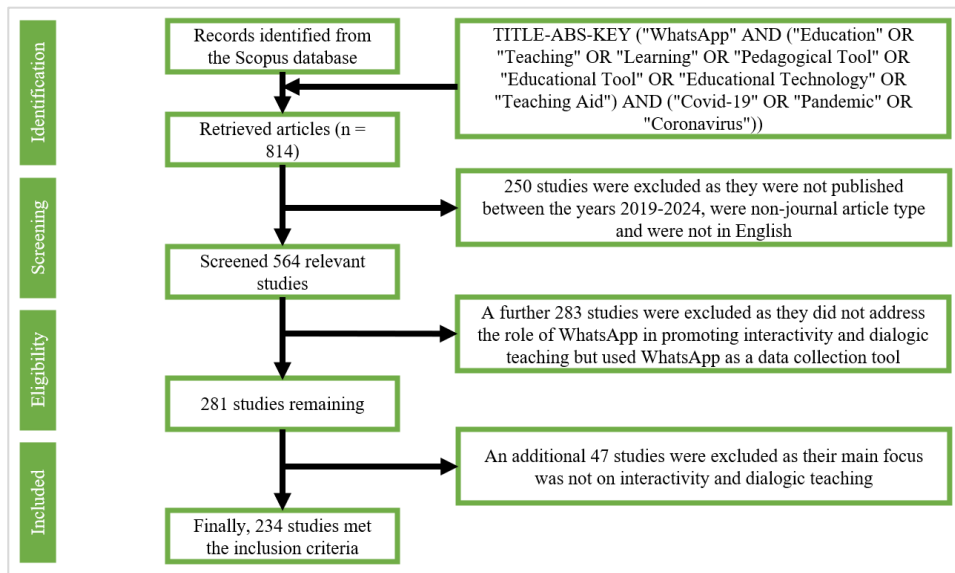 Identification
Records identified from
the Scopus database
TITLE-ABS-KEY ("WhatsApp" AND ("Education" OR
"Teaching" OR "Learning" OR "Pedagogical Tool" OR
"Educational Tool" OR "Educational Technology" OR
"Teaching Aid") AND ("Covid-19" OR "Pandemic" OR
"Coronavirus"))
Retrieved articles (n =
814)
Screening
250 studies were excluded as they were not published
between the years 2019-2024, were non-journal article type
and were not in English
Screened 564 relevant
studies
Eligibility
A further 283 studies were excluded as they did not address
the role of WhatsApp in promoting interactivity and dialogic
teaching but used WhatsApp as a data collection tool
281 studies remaining
Included
An additional 47 studies were excluded as their main focus
was not on interactivity and dialogic teaching
Finally, 234 studies met
the inclusion criteria